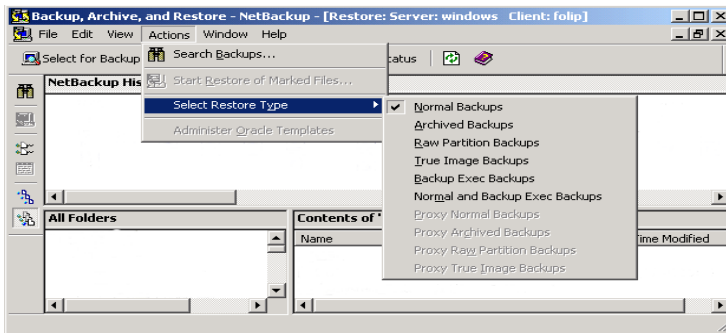 Backup, Archive, and Restore - NetBackup - [Restore: Server: windows Client: folip]
File Edit View Actions Window Help
Select for Backup
tatus
Search Backups...
Start Restore of Marked Files...
Select Restore Type
Administer Oracle Templates
Normal Backups
Archived Backups
Raw Partition Backups
True Image Backups
Backup Exec Backups
Normal and Backup Exec Backups
Proxy Normal Backups
Proxy Archived Backups
Proxy Raw Partition Backups
Proxy True Image Backups
NetBackup His
All Folders
Contents of '
Name
ime Modified